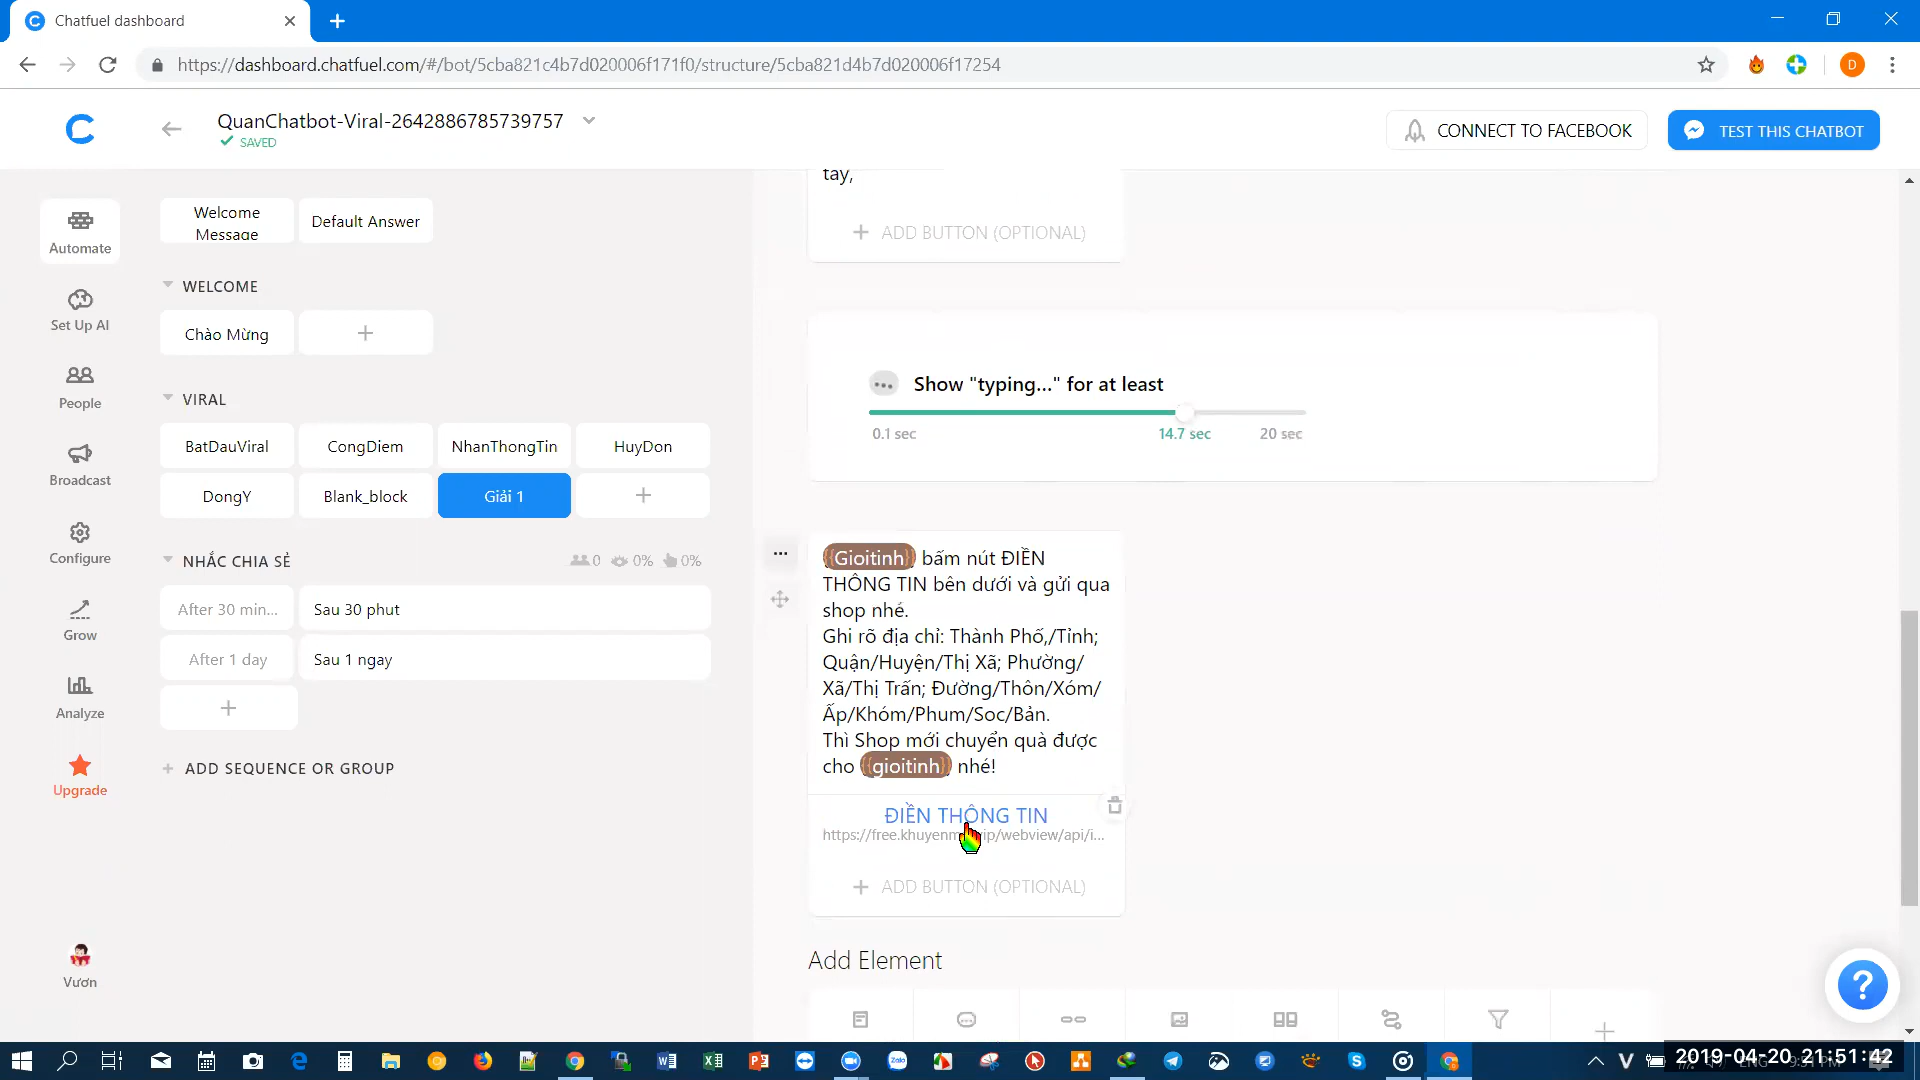 Chatfuel dashboard
https://dashboard.chatfuel.com/#/bot/5cba821c4b7d020006f171f0/structure/5cba821d4b7d020006f17254
D
QuanChatbot-Viral-2642886785739757
SAVED
CONNECT TO FACEBOOK
TEST THIS CHATBOT
Automate
Set Up AI
People
Broadcast
Configure
Grow
Analyze
Upgrade
Vươn
Welcome
Message
Default Answer
WELCOME
Chào Mừng
VIRAL
BatDauViral
CongDiem
NhanThongTin
HuyDon
DongY
Blank_block
Giải 1
NHẮC CHIA SẺ
0
0%
0%
After 30 min...
Sau 30 phut
After 1 day
Sau 1 ngay
ADD SEQUENCE OR GROUP
tay,
ADD BUTTON (OPTIONAL)
Show "typing..." for at least
0.1 sec
14.7 sec
20 sec
{{Gioitinh}} bấm nút ĐIỀN
THÔNG TIN bên dưới và gửi qua
shop nhé.
Ghi rõ địa chỉ: Thành Phố,/Tỉnh;
Quận/Huyện/Thị Xã; Phường/
Xã/Thị Trấn; Đường/Thôn/Xóm/
Ấp/Khóm/Phum/Soc/Bản.
Thì Shop mới chuyển quà được
cho {{gioitinh}} nhé!
ĐIỀN THÔNG TIN
ADD BUTTON (OPTIONAL)
Add Element
2019-04-20 21:51:42